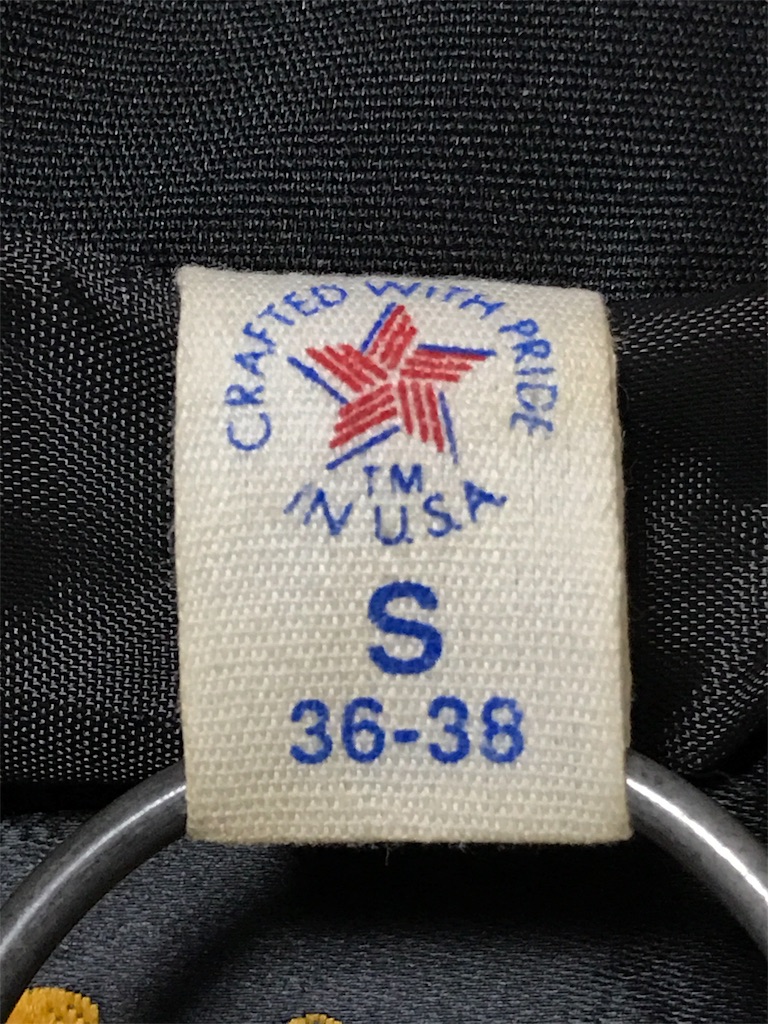 CRAFTED WITH PRIDE
TM
IN U.S.A
S
36-38